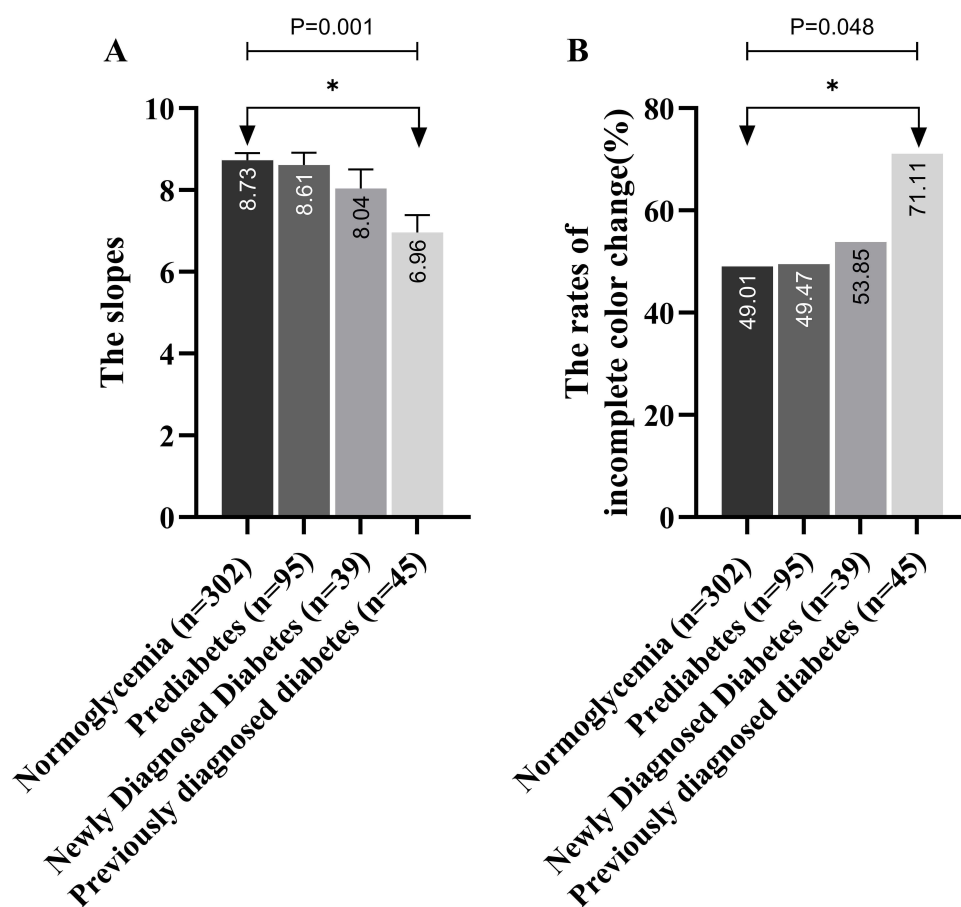 A
P=0.001
*
The slopes
10
8
6
4
2
0
8.73
8.61
8.04
6.96
Normoglycemia (n=302)
Prediabetes (n=95)
Newly Diagnosed Diabetes (n=39)
Previously diagnosed diabetes (n=45)
B
P=0.048
*
The rates of
incomplete color change(%)
80
60
40
20
0
49.01
49.47
53.85
71.11
Normoglycemia (n=302)
Prediabetes (n=95)
Newly Diagnosed Diabetes (n=39)
Previously diagnosed diabetes (n=45)